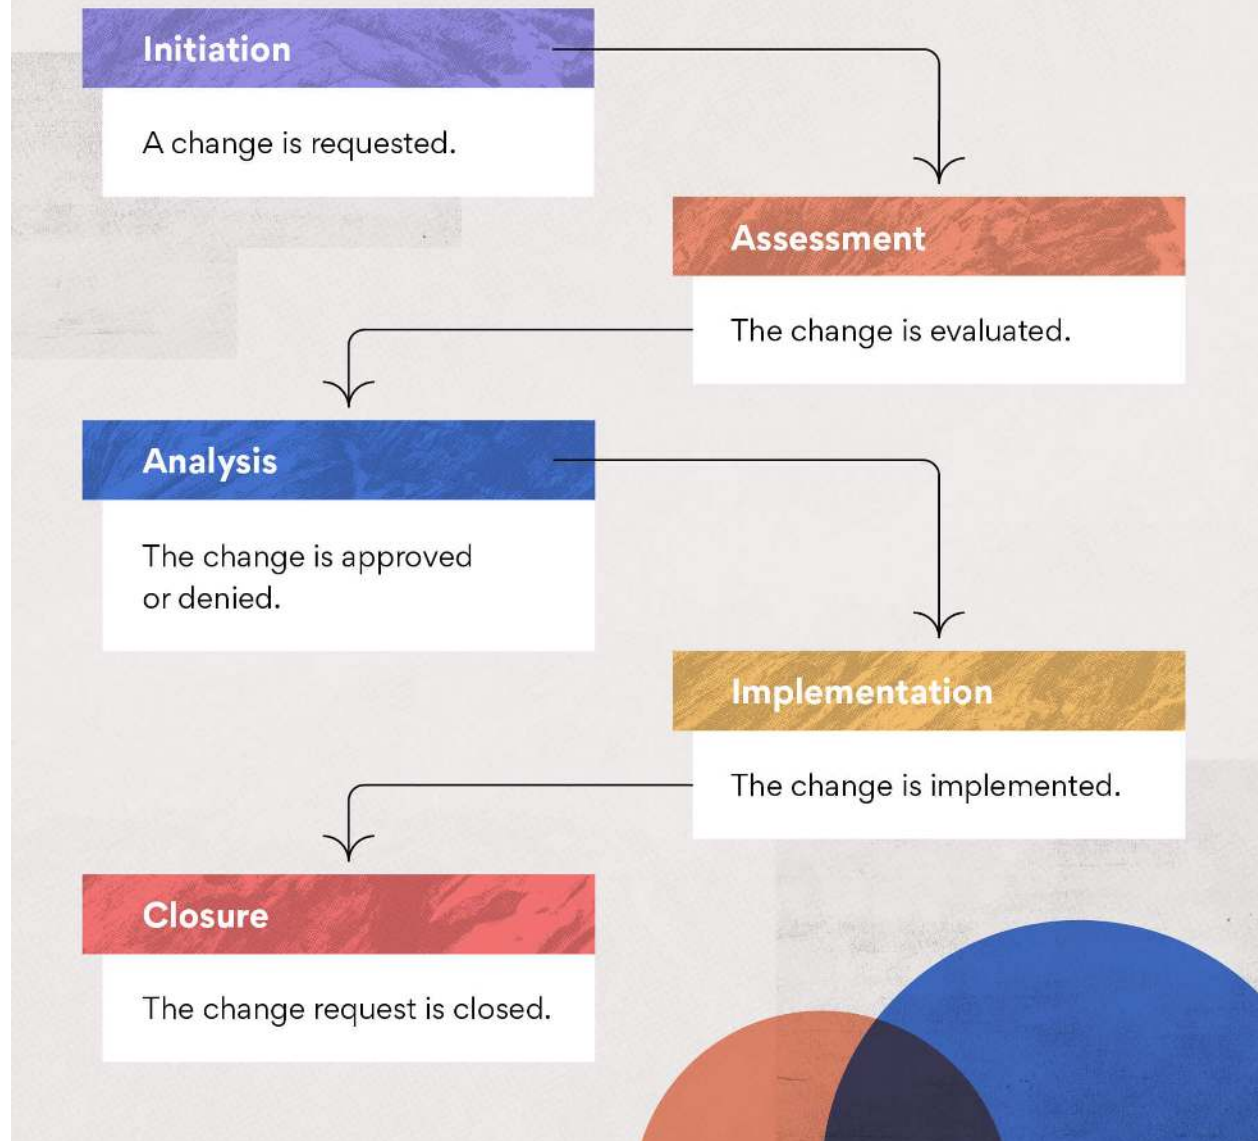 Initiation
A change is requested.
Assessment
The change is evaluated.
Analysis
The change is approved
or denied.
Implementation
The change is implemented.
Closure
The change request is closed.